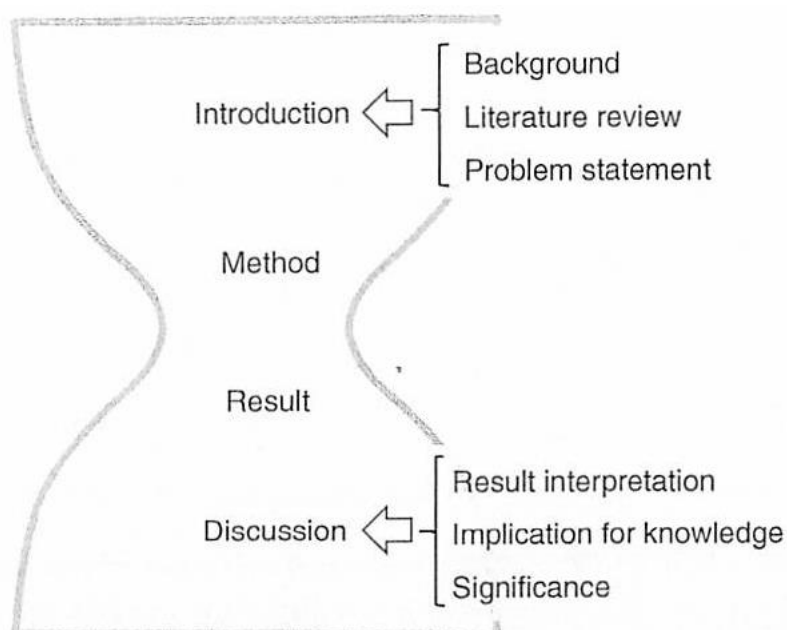 Background
Introduction
Literature review
Problem statement
Method
Result
Result interpretation
Discussion
Implication for knowledge
Significance